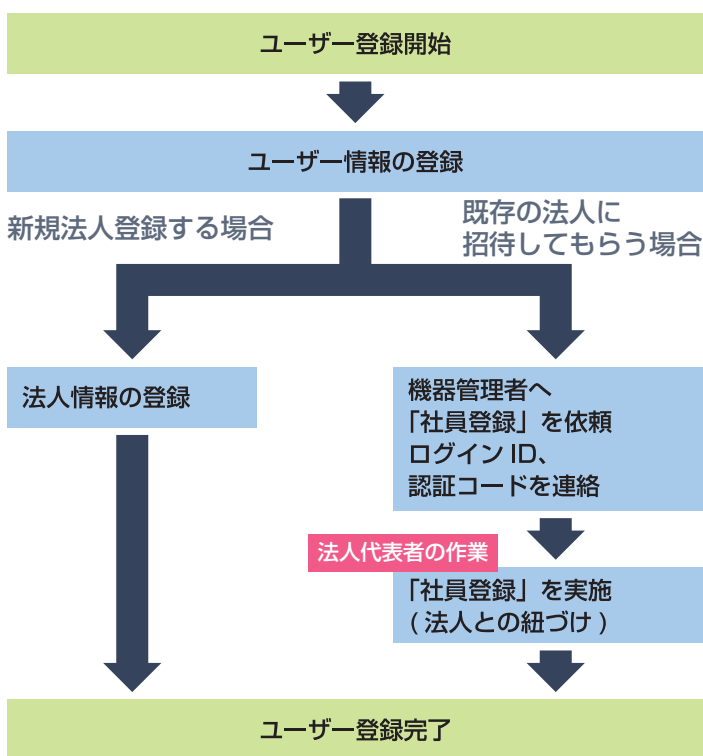 ユーザー登録開始
ユーザー情報の登録
新規法人登録する場合
既存の法人に
招待してもらう場合
法人情報の登録
機器管理者へ
「社員登録」を依頼
ログイン ID、
認証コードを連絡
法人代表者の作業
「社員登録」を実施
( 法人との紐づけ )
ユーザー登録完了